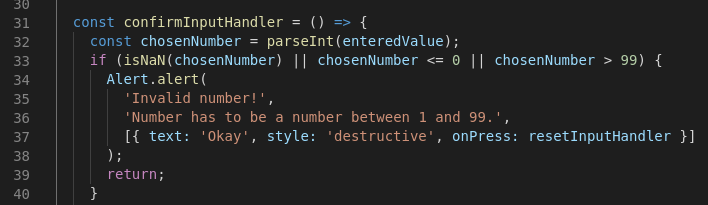 30
31 const confirmInputHandler = () => {
32 const chosenNumber = parseInt(enteredValue);
33 if (isNaN(chosenNumber) || chosenNumber <= 0 || chosenNumber > 99) {
34 Alert.alert(
35 'Invalid number!',
36 'Number has to be a number between 1 and 99.',
37 [{ text: 'Okay', style: 'destructive', onPress: resetInputHandler }]
38 );
39 return;
40 }